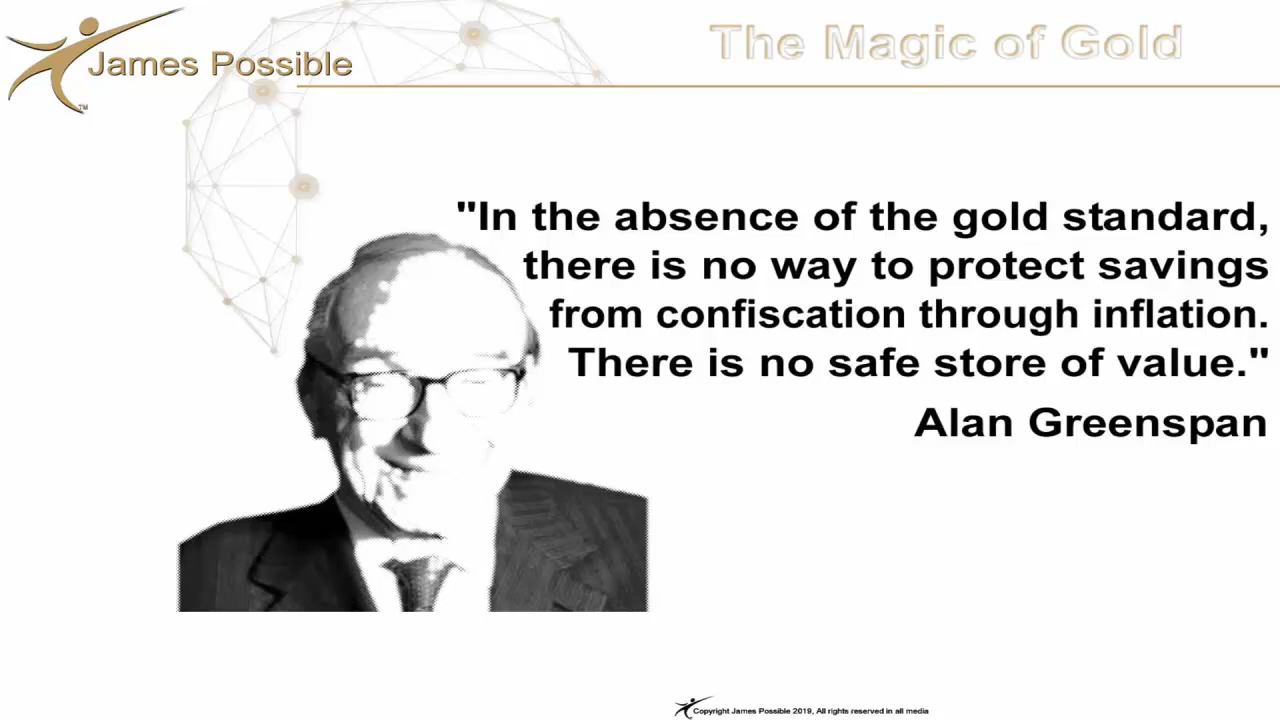 James Possible
TM
The Magic of Gold
"In the absence of the gold standard,
there is no way to protect savings
from confiscation through inflation.
There is no safe store of value."
Alan Greenspan
Copyright James Possible 2019, All rights reserved in all media